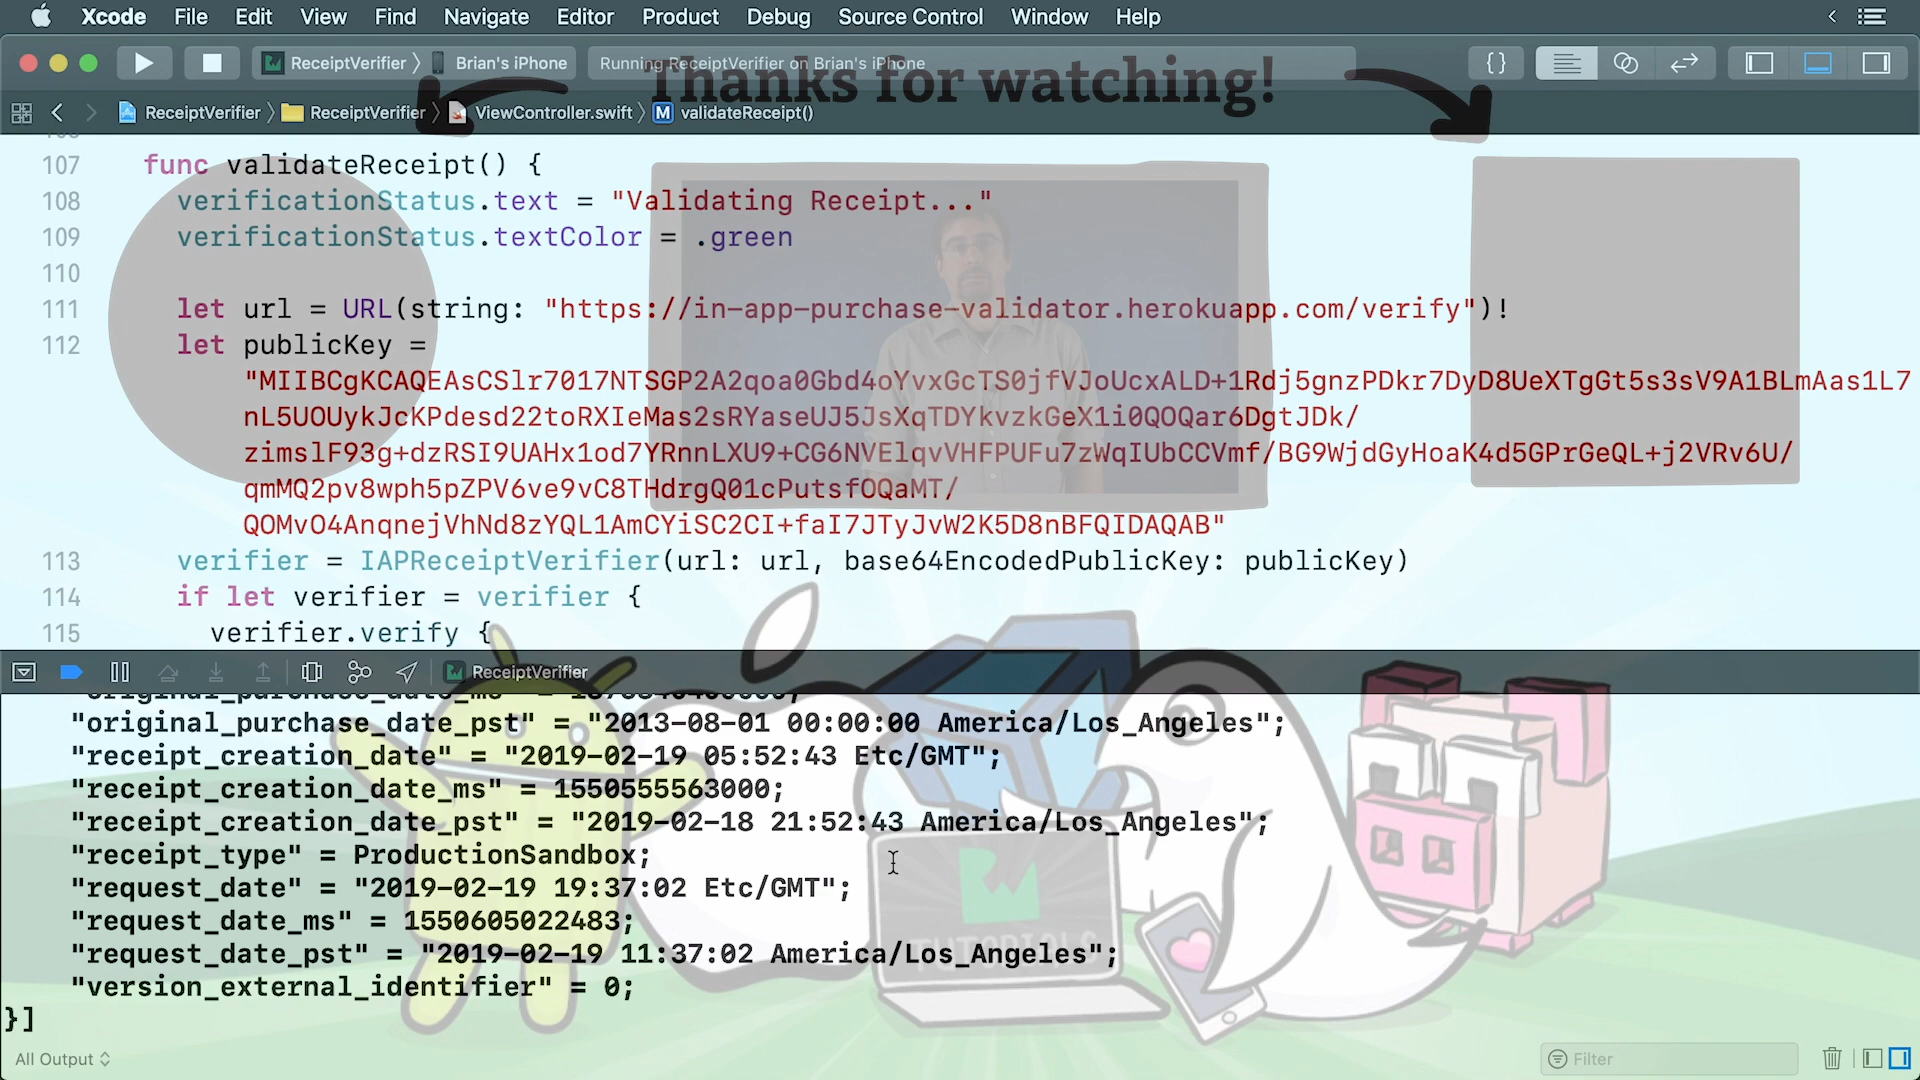 Xcode File Edit View Find Navigate Editor Product Debug Source Control Window Help
ReceiptVerifier Brian's iPhone Running ReceiptVerifier on Brian's iPhone {}
Thanks for watching!
ReceiptVerifier ReceiptVerifier ViewController.swift M validateReceipt()
107 func validateReceipt() {
108 verificationStatus.text = "Validating Receipt..."
109 verificationStatus.textColor = .green
110
111 let url = URL(string: "https://in-app-purchase-validator.herokuapp.com/verify")!
112 let publicKey =
"MIIBCgKCAQEAsCSlr7017NTSGP2A2qoa0Gbd4oYvxGcTS0jfVJoUcxALD+1Rdj5gnzPDkr7DyD8UeXTgGt5s3sV9A1BLmAas1L7
nL5UOUykJcKPdesd22toRXIeMas2sRYaseUJ5JsXqTDYkvzkGeX1i0QOQar6DgtJDk/
zimslF93g+dzRSI9UAHx1od7YRnnLXU9+CG6NVElqvVHFPUFu7zWqIUbCCVmf/BG9WjdGyHoaK4d5GPrGeQL+j2VRv6U/
qmMQ2pv8wph5pZPV6ve9vC8THdrgQ01cPutsfOQaMT/
QOMvO4AnqnejVhNd8zYQL1AmCYiSC2CI+faI7JTyJvW2K5D8nBFQIDAQAB"
113 verifier = IAPReceiptVerifier(url: url, base64EncodedPublicKey: publicKey)
114 if let verifier = verifier {
115 verifier.verify {
ReceiptVerifier
"original_purchase_date_pst" = "2013-08-01 00:00:00 America/Los_Angeles";
"receipt_creation_date" = "2019-02-19 05:52:43 Etc/GMT";
"receipt_creation_date_ms" = 1550555563000;
"receipt_creation_date_pst" = "2019-02-18 21:52:43 America/Los_Angeles";
"receipt_type" = ProductionSandbox;
"request_date" = "2019-02-19 19:37:02 Etc/GMT";
"request_date_ms" = 1550605022483;
"request_date_pst" = "2019-02-19 11:37:02 America/Los_Angeles";
"version_external_identifier" = 0;
}]
TUTORIALS
All Output Filter